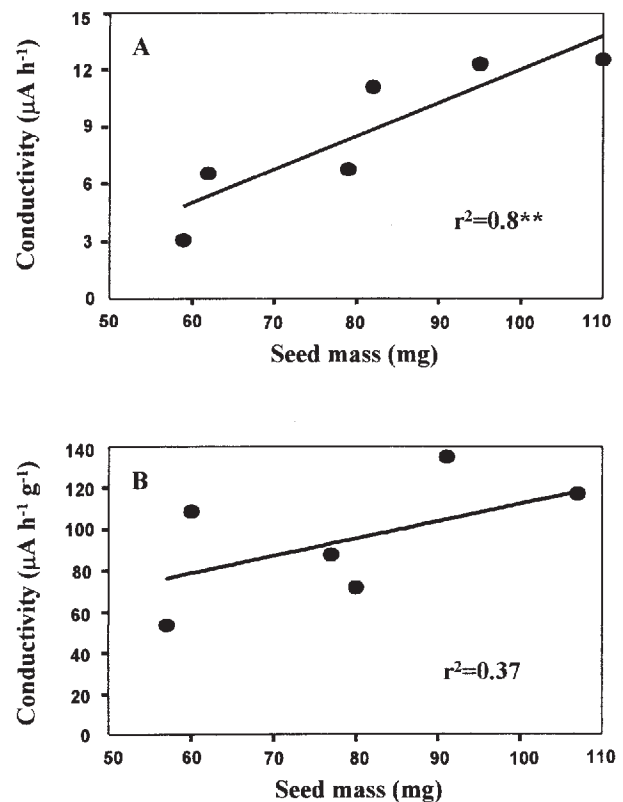 A
Conductivity (µA h⁻¹)
15
12
9
6
3
0
r²=0.8**
50 60 70 80 90 100 110
Seed mass (mg)
B
Conductivity (µA h⁻¹ g⁻¹)
140
120
100
80
60
40
20
0
r²=0.37
50 60 70 80 90 100 110
Seed mass (mg)